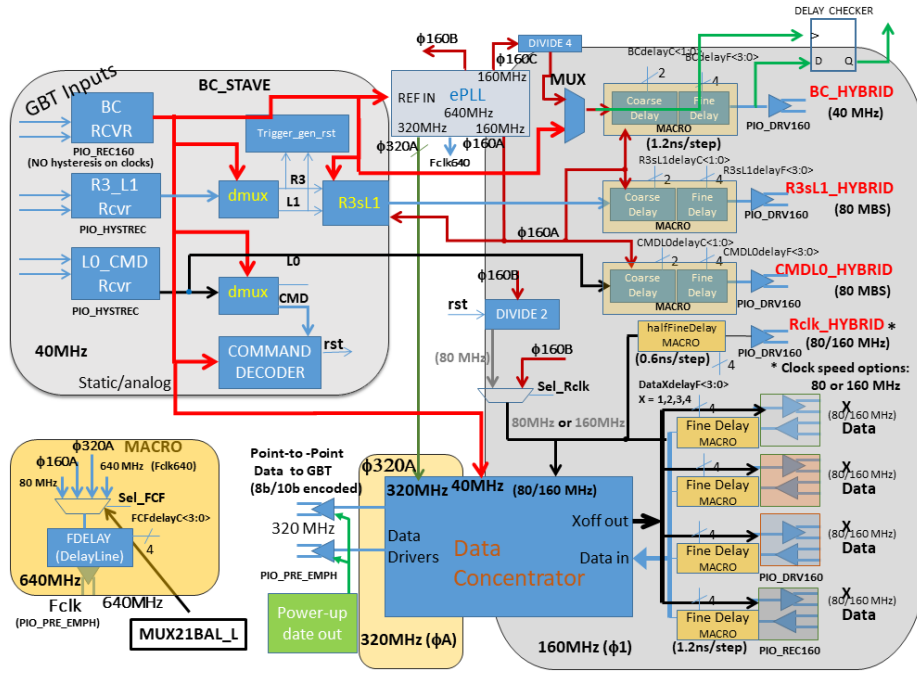 DELAY CHECKER
>
D
Q
GBT Inputs
BC_STAVE
BC
RCVR
PIO_REC160
(NO hysteresis on clocks)
Trigger_gen_rst
R3_L1
Rcvr
PIO_HYSTREC
dmux
R3
L1
R3sL1
L0_CMD
Rcvr
PIO_HYSTREC
L0
dmux
CMD
COMMAND
DECODER
rst
40MHz
Static/analog
ϕ160B
ϕ160C
160MHz
DIVIDE 4
REF IN
ePLL
640MHz
320MHz
160MHz
ϕ320A
ϕ160A
Fclk640
MUX
BCdelayC<1:0>
BCdelayF<3:0>
2
4
Coarse
Delay
Fine
Delay
MACRO
(1.2ns/step)
PIO_DRV160
BC_HYBRID
(40 MHz)
R3sL1delayC<1:0>
R3sL1delayF<3:0>
2
4
Coarse
Delay
Fine
Delay
MACRO
PIO_DRV160
R3sL1_HYBRID
(80 MBS)
ϕ160A
CMDL0delayC<1:0>
CMDL0delayF<3:0>
2
4
Coarse
Delay
Fine
Delay
MACRO
PIO_DRV160
CMDL0_HYBRID
(80 MBS)
ϕ160B
rst
DIVIDE 2
(80 MHz)
ϕ160B
Sel_Rclk
80MHz or 160MHz
halfFineDelay
MACRO
(0.6ns/step)
4
PIO_DRV160
Rclk_HYBRID *
(80/160 MHz)
* Clock speed options:
80 or 160 MHz
DataXdelayF<3:0>
X = 1,2,3,4
4
Fine Delay
MACRO
X
(80/160 MHz)
Data
4
Fine Delay
MACRO
X
(80/160 MHz)
Data
4
Fine Delay
MACRO
X
(80/160 MHz)
Data
PIO_DRV160
4
Fine Delay
MACRO
(1.2ns/step)
X
(80/160 MHz)
Data
PIO_REC160
MACRO
ϕ320A
ϕ160A
640 MHz (Fclk640)
80 MHz
Sel_FCF
FCFdelayC<3:0>
4
FDELAY
(DelayLine)
640MHz
Fclk
640MHz
(PIO_PRE_EMPH)
MUX21BAL_L
Point-to -Point
Data to GBT
(8b/10b encoded)
320 MHz
PIO_PRE_EMPH
Power-up
date out
ϕ320A
320MHz
40MHz
(80/160 MHz)
Data
Drivers
Data
Concentrator
Xoff out
Data in
320MHz (ϕA)
160MHz (ϕ1)